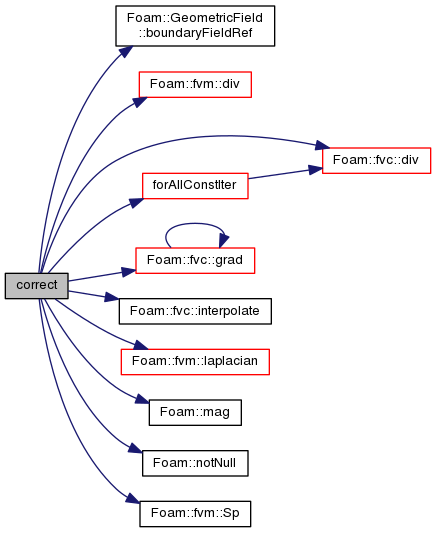 Foam::GeometricField
::boundaryFieldRef
Foam::fvm::div
Foam::fvc::div
forAllConstIter
Foam::fvc::grad
correct
Foam::fvc::interpolate
Foam::fvm::laplacian
Foam::mag
Foam::notNull
Foam::fvm::Sp